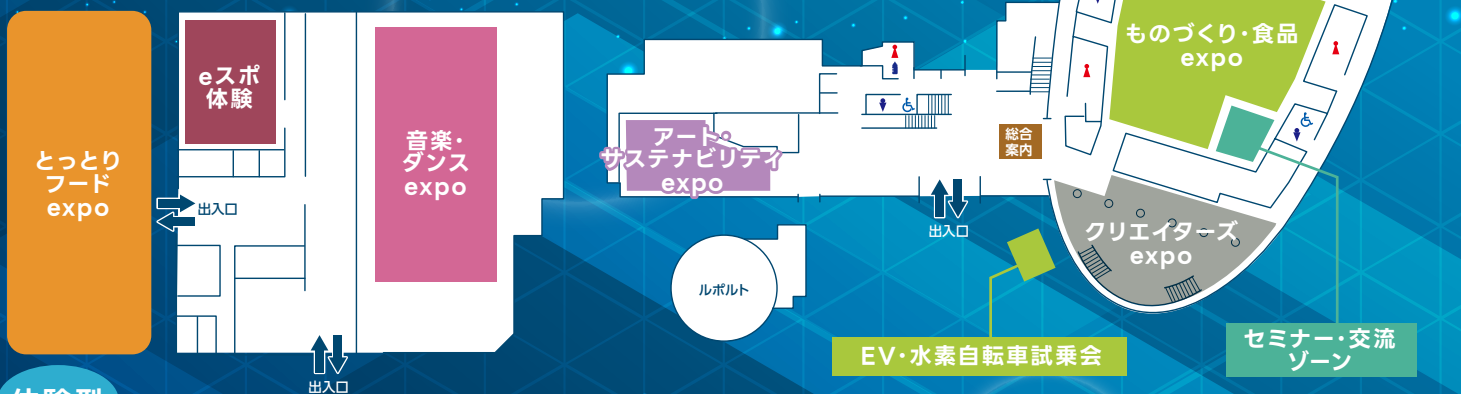 とっとり
フード
expo
eスポ
体験
音楽・
ダンス
expo
出入口
出入口
アート・
サステナビリティ
expo
ルポルト
総合
案内
出入口
ものづくり・食品
expo
クリエイターズ
expo
EV・水素自転車試乗会
セミナー・交流
ゾーン
体験型